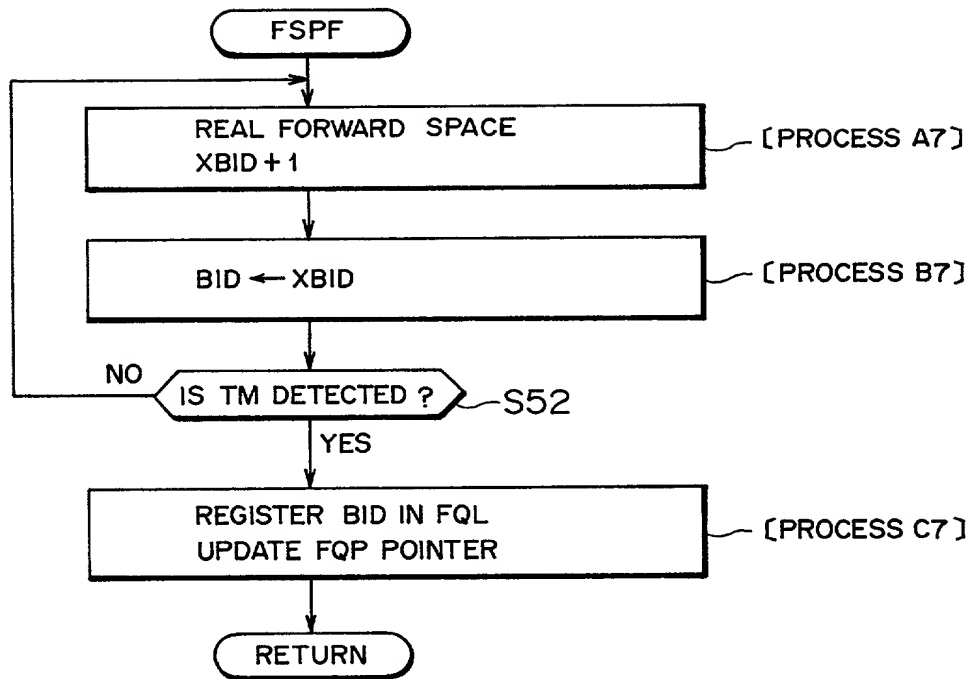 FSPF
REAL FORWARD SPACE
XBID + 1
[PROCESS A7]
BID ← XBID
[PROCESS B7]
NO
IS TM DETECTED ?
S52
YES
REGISTER BID IN FQL
UPDATE FQP POINTER
[PROCESS C7]
RETURN